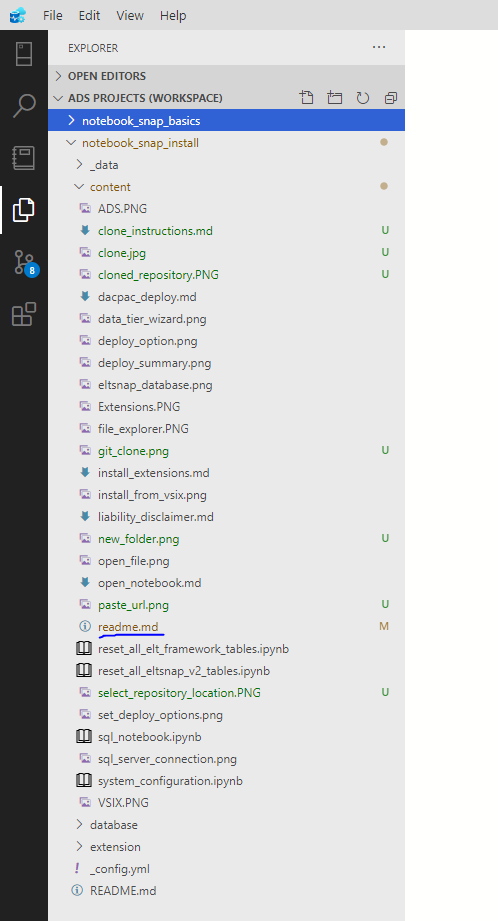 File Edit View Help
EXPLORER ...
OPEN EDITORS
ADS PROJECTS (WORKSPACE)
notebook_snap_basics
notebook_snap_install
_data
content
ADS.PNG
clone_instructions.md U
clone.jpg U
cloned_repository.PNG U
dacpac_deploy.md
data_tier_wizard.png
deploy_option.png
deploy_summary.png
eltsnap_database.png
Extensions.PNG
file_explorer.PNG
git_clone.png U
install_extensions.md
install_from_vsix.png
liability_disclaimer.md
new_folder.png U
open_file.png
open_notebook.md
paste_url.png U
readme.md M
reset_all_elt_framework_tables.ipynb
reset_all_eltsnap_v2_tables.ipynb
select_repository_location.PNG U
set_deploy_options.png
sql_notebook.ipynb
sql_server_connection.png
system_configuration.ipynb
VSIX.PNG
database
extension
! _config.yml
README.md
8